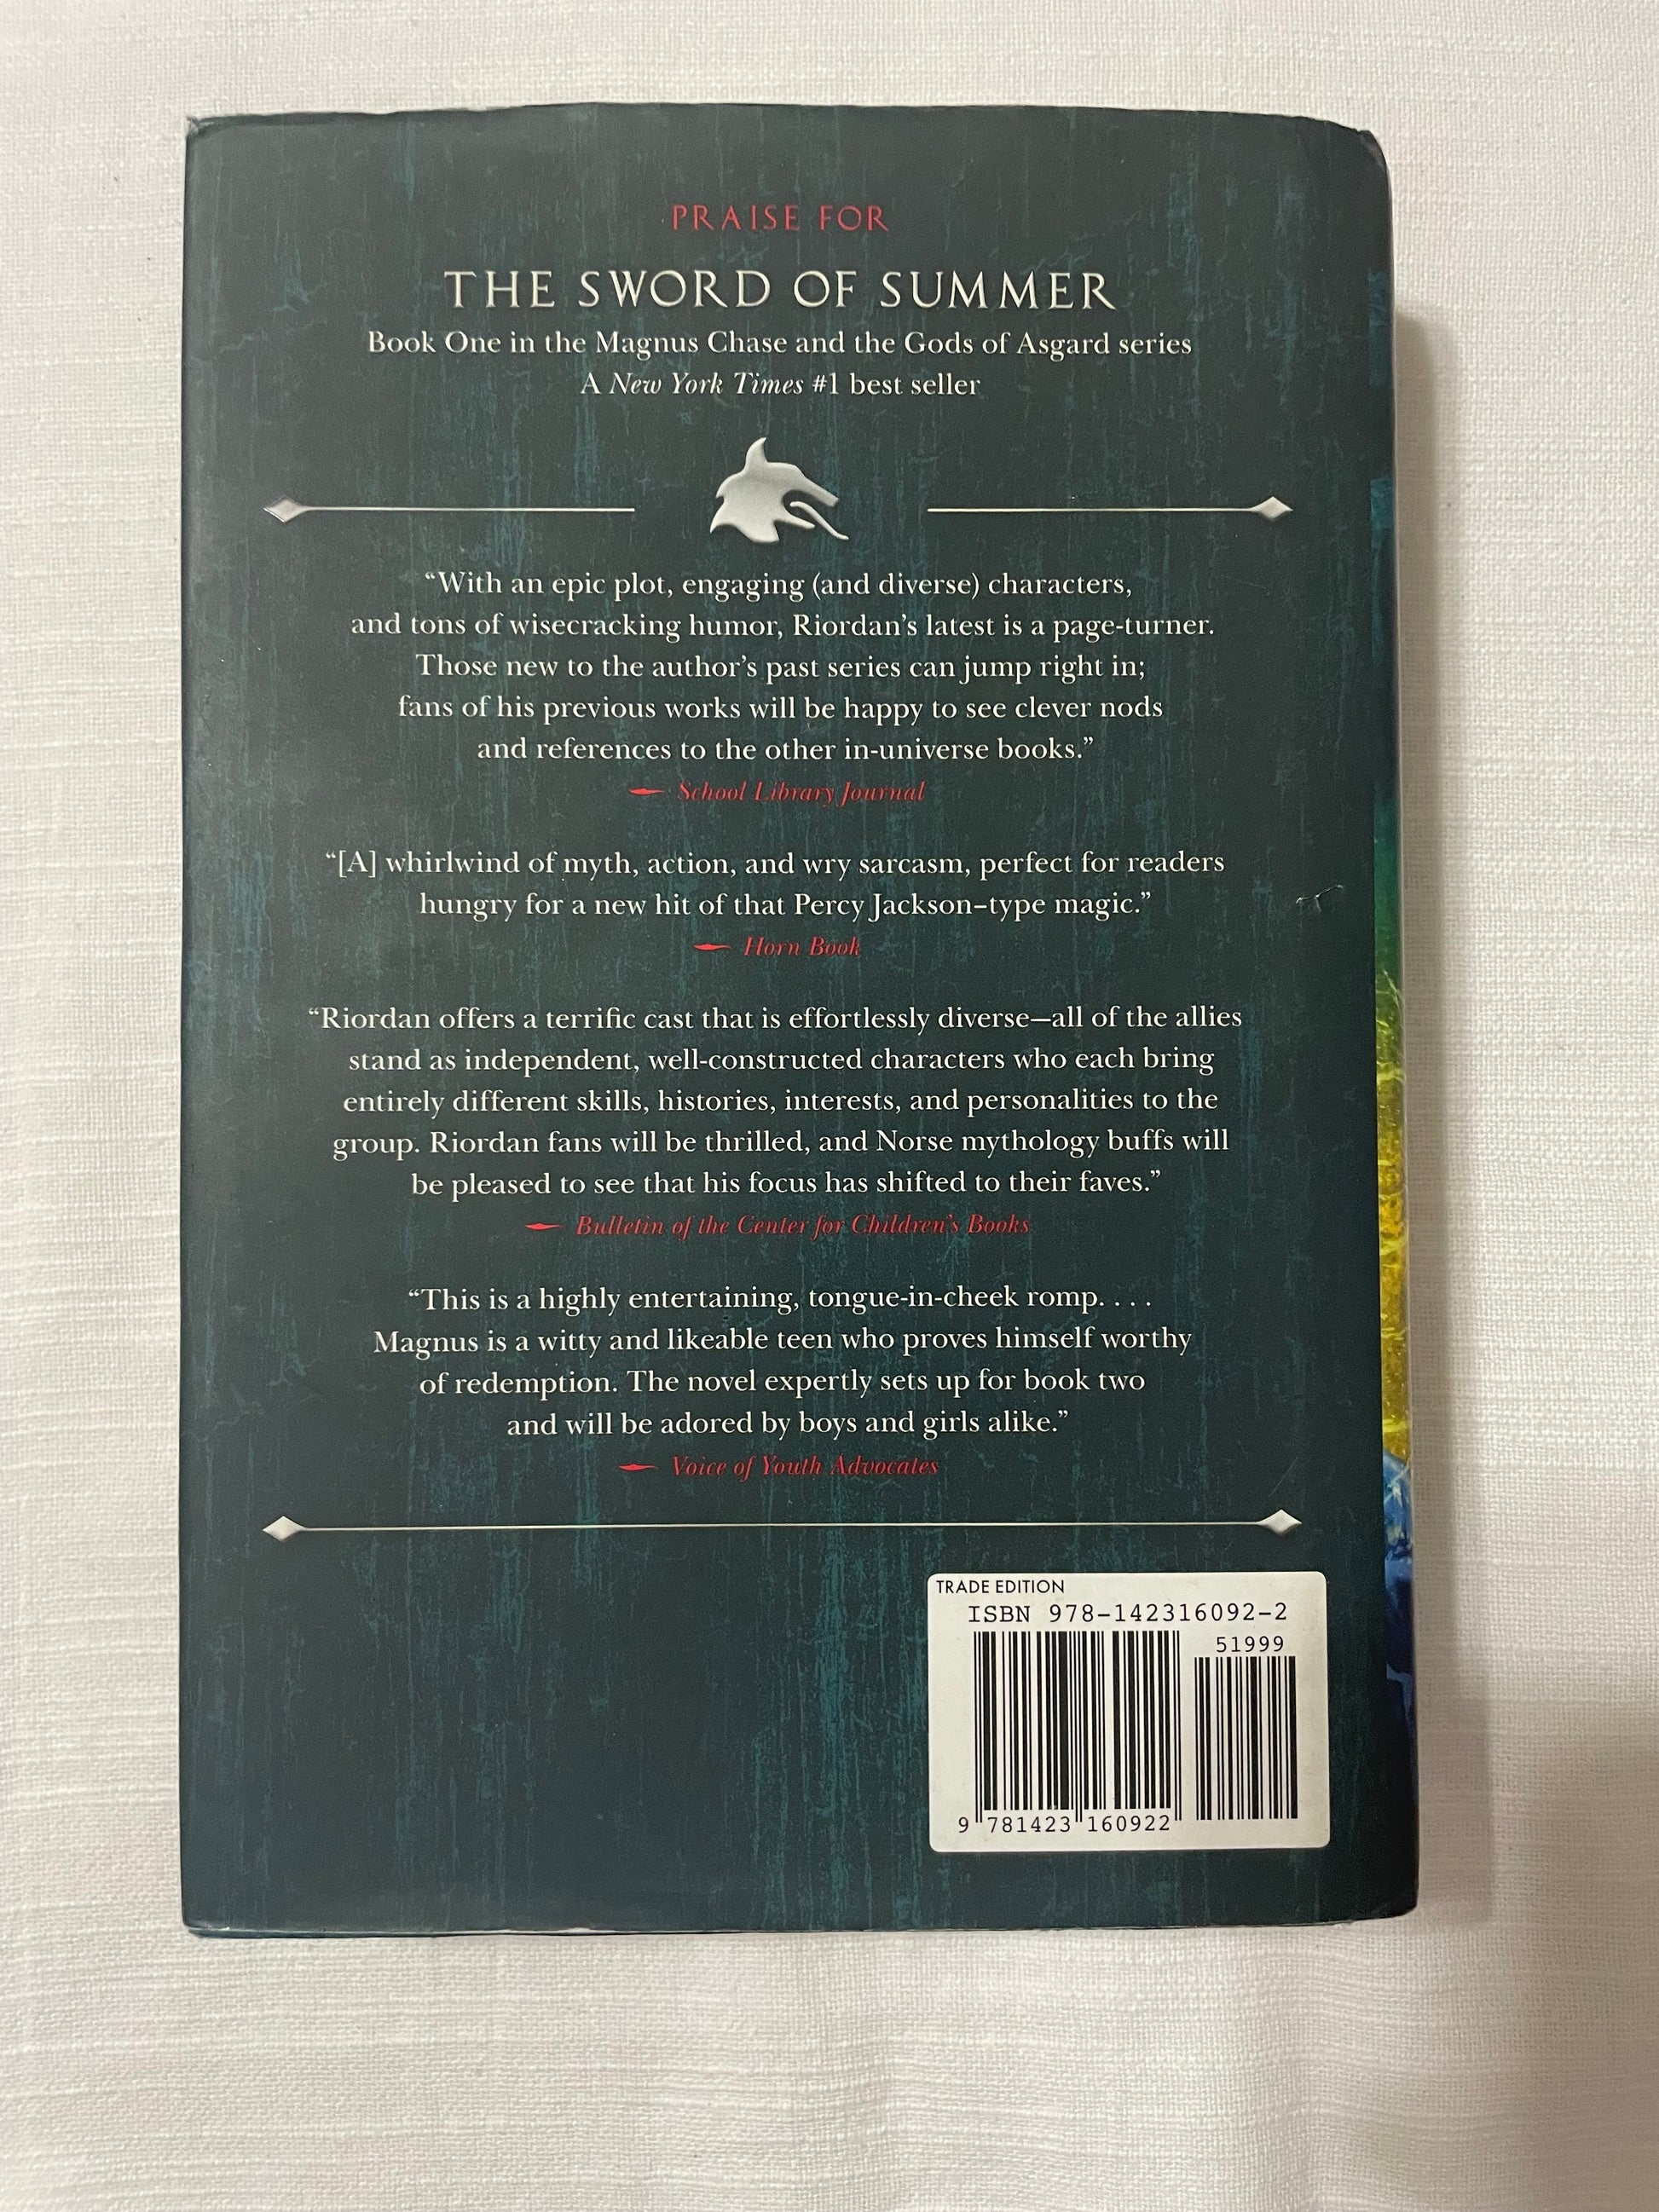 PRAISE FOR
THE SWORD OF SUMMER
Book One in the Magnus Chase and the Gods of Asgard series
A New York Times #1 best seller
“With an epic plot, engaging (and diverse) characters,
and tons of wisecracking humor, Riordan’s latest is a page-turner.
Those new to the author’s past series can jump right in;
fans of his previous works will be happy to see clever nods
and references to the other in-universe books.”
School Library Journal
“[A] whirlwind of myth, action, and wry sarcasm, perfect for readers
hungry for a new hit of that Percy Jackson–type magic.”
Horn Book
“Riordan offers a terrific cast that is effortlessly diverse—all of the allies
stand as independent, well-constructed characters who each bring
entirely different skills, histories, interests, and personalities to the
group. Riordan fans will be thrilled, and Norse mythology buffs will
be pleased to see that his focus has shifted to their faves.”
Bulletin of the Center for Children’s Books
“This is a highly entertaining, tongue-in-cheek romp. . . .
Magnus is a witty and likeable teen who proves himself worthy
of redemption. The novel expertly sets up for book two
and will be adored by boys and girls alike.”
Voice of Youth Advocates
TRADE EDITION
ISBN 978-142316092-2
51999
9 781423 160922